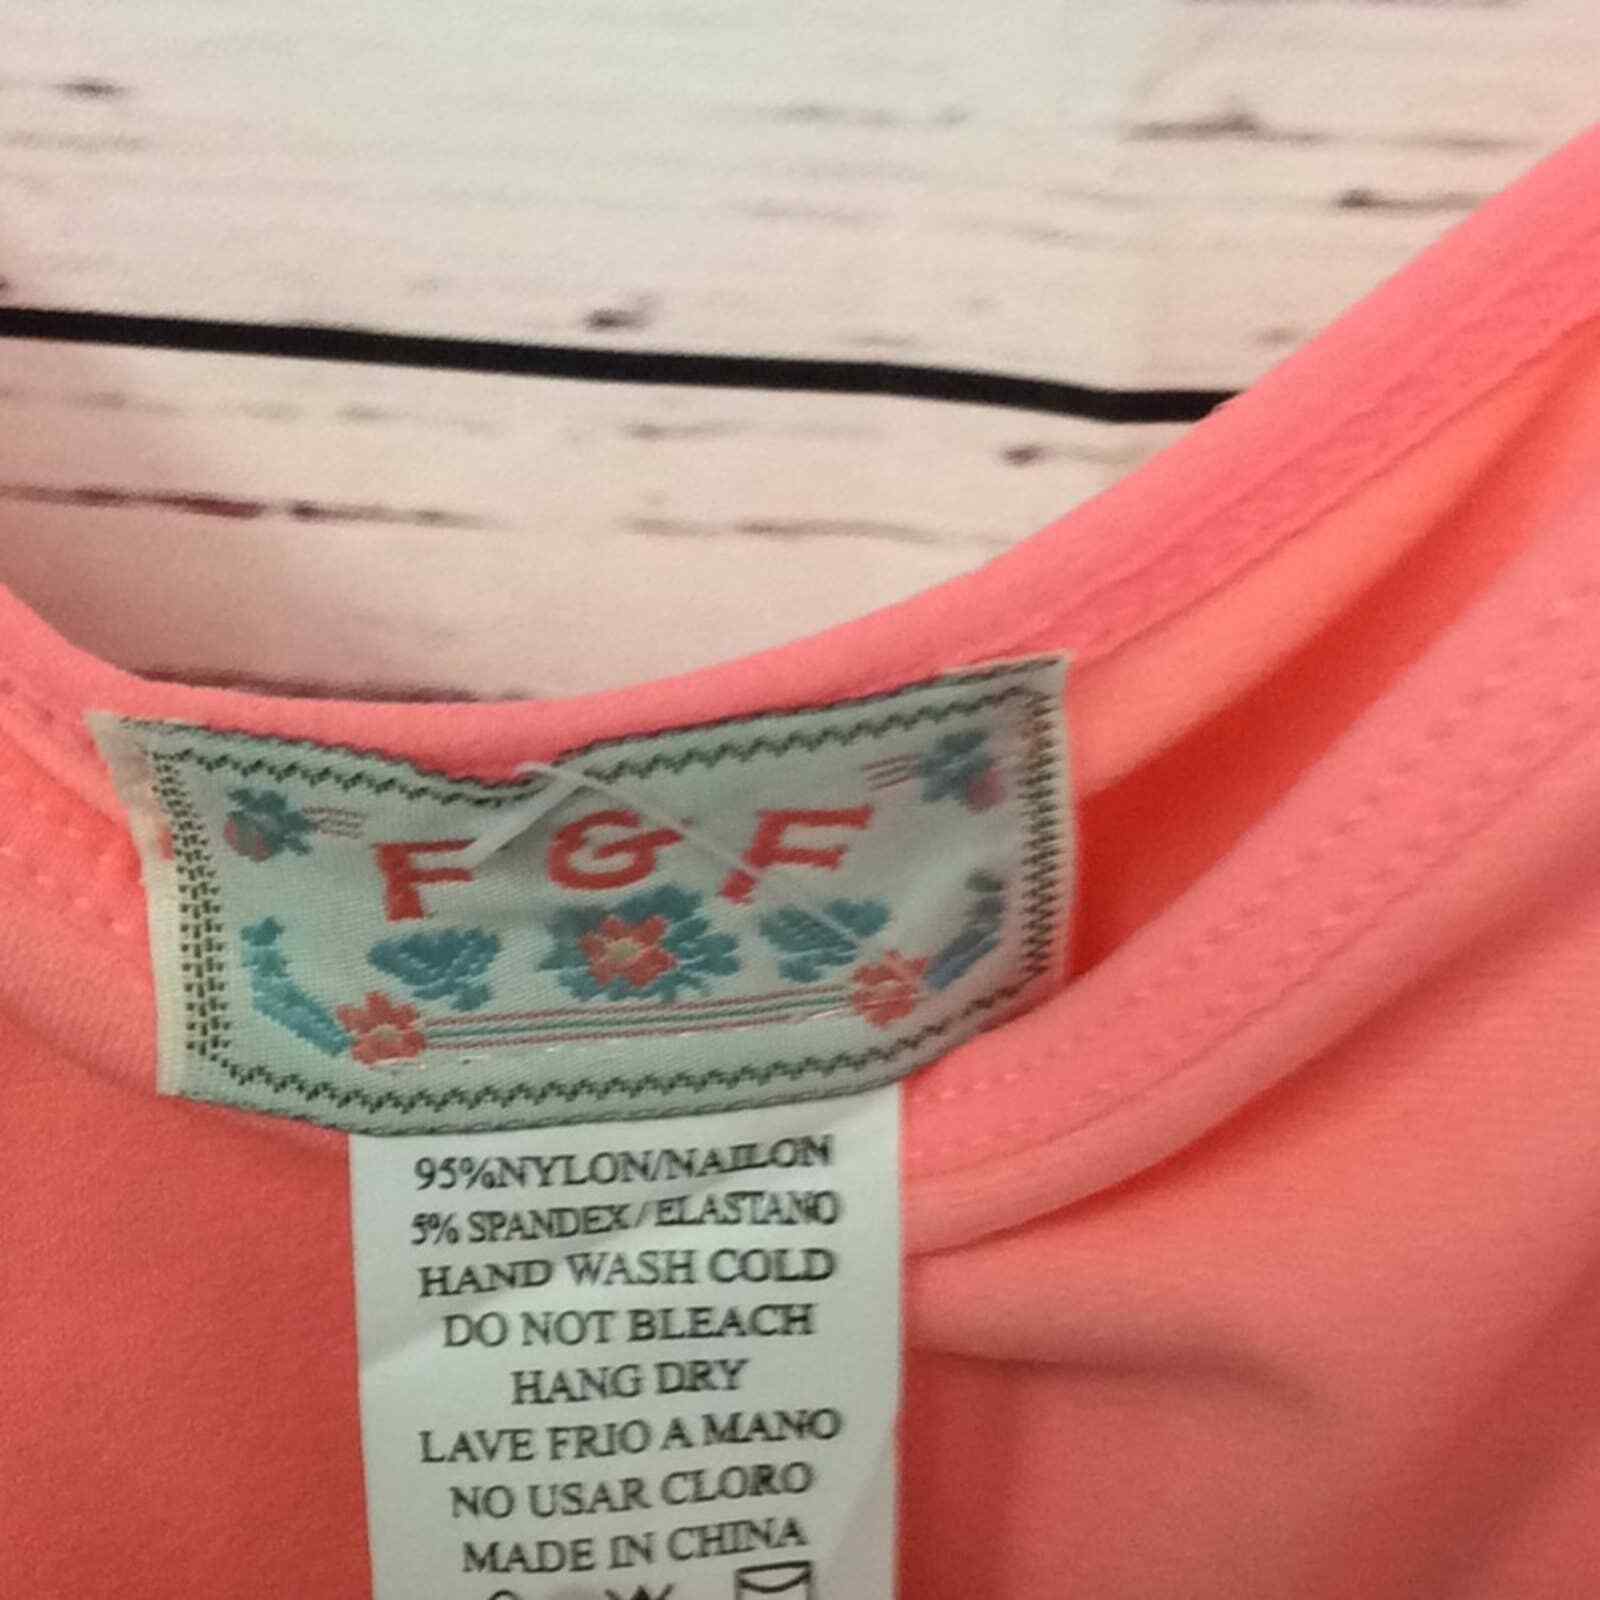 F & F
95%NYLON/NAILON
5% SPANDEX/ELASTANO
HAND WASH COLD
DO NOT BLEACH
HANG DRY
LAVE FRIO A MANO
NO USAR CLORO
MADE IN CHINA